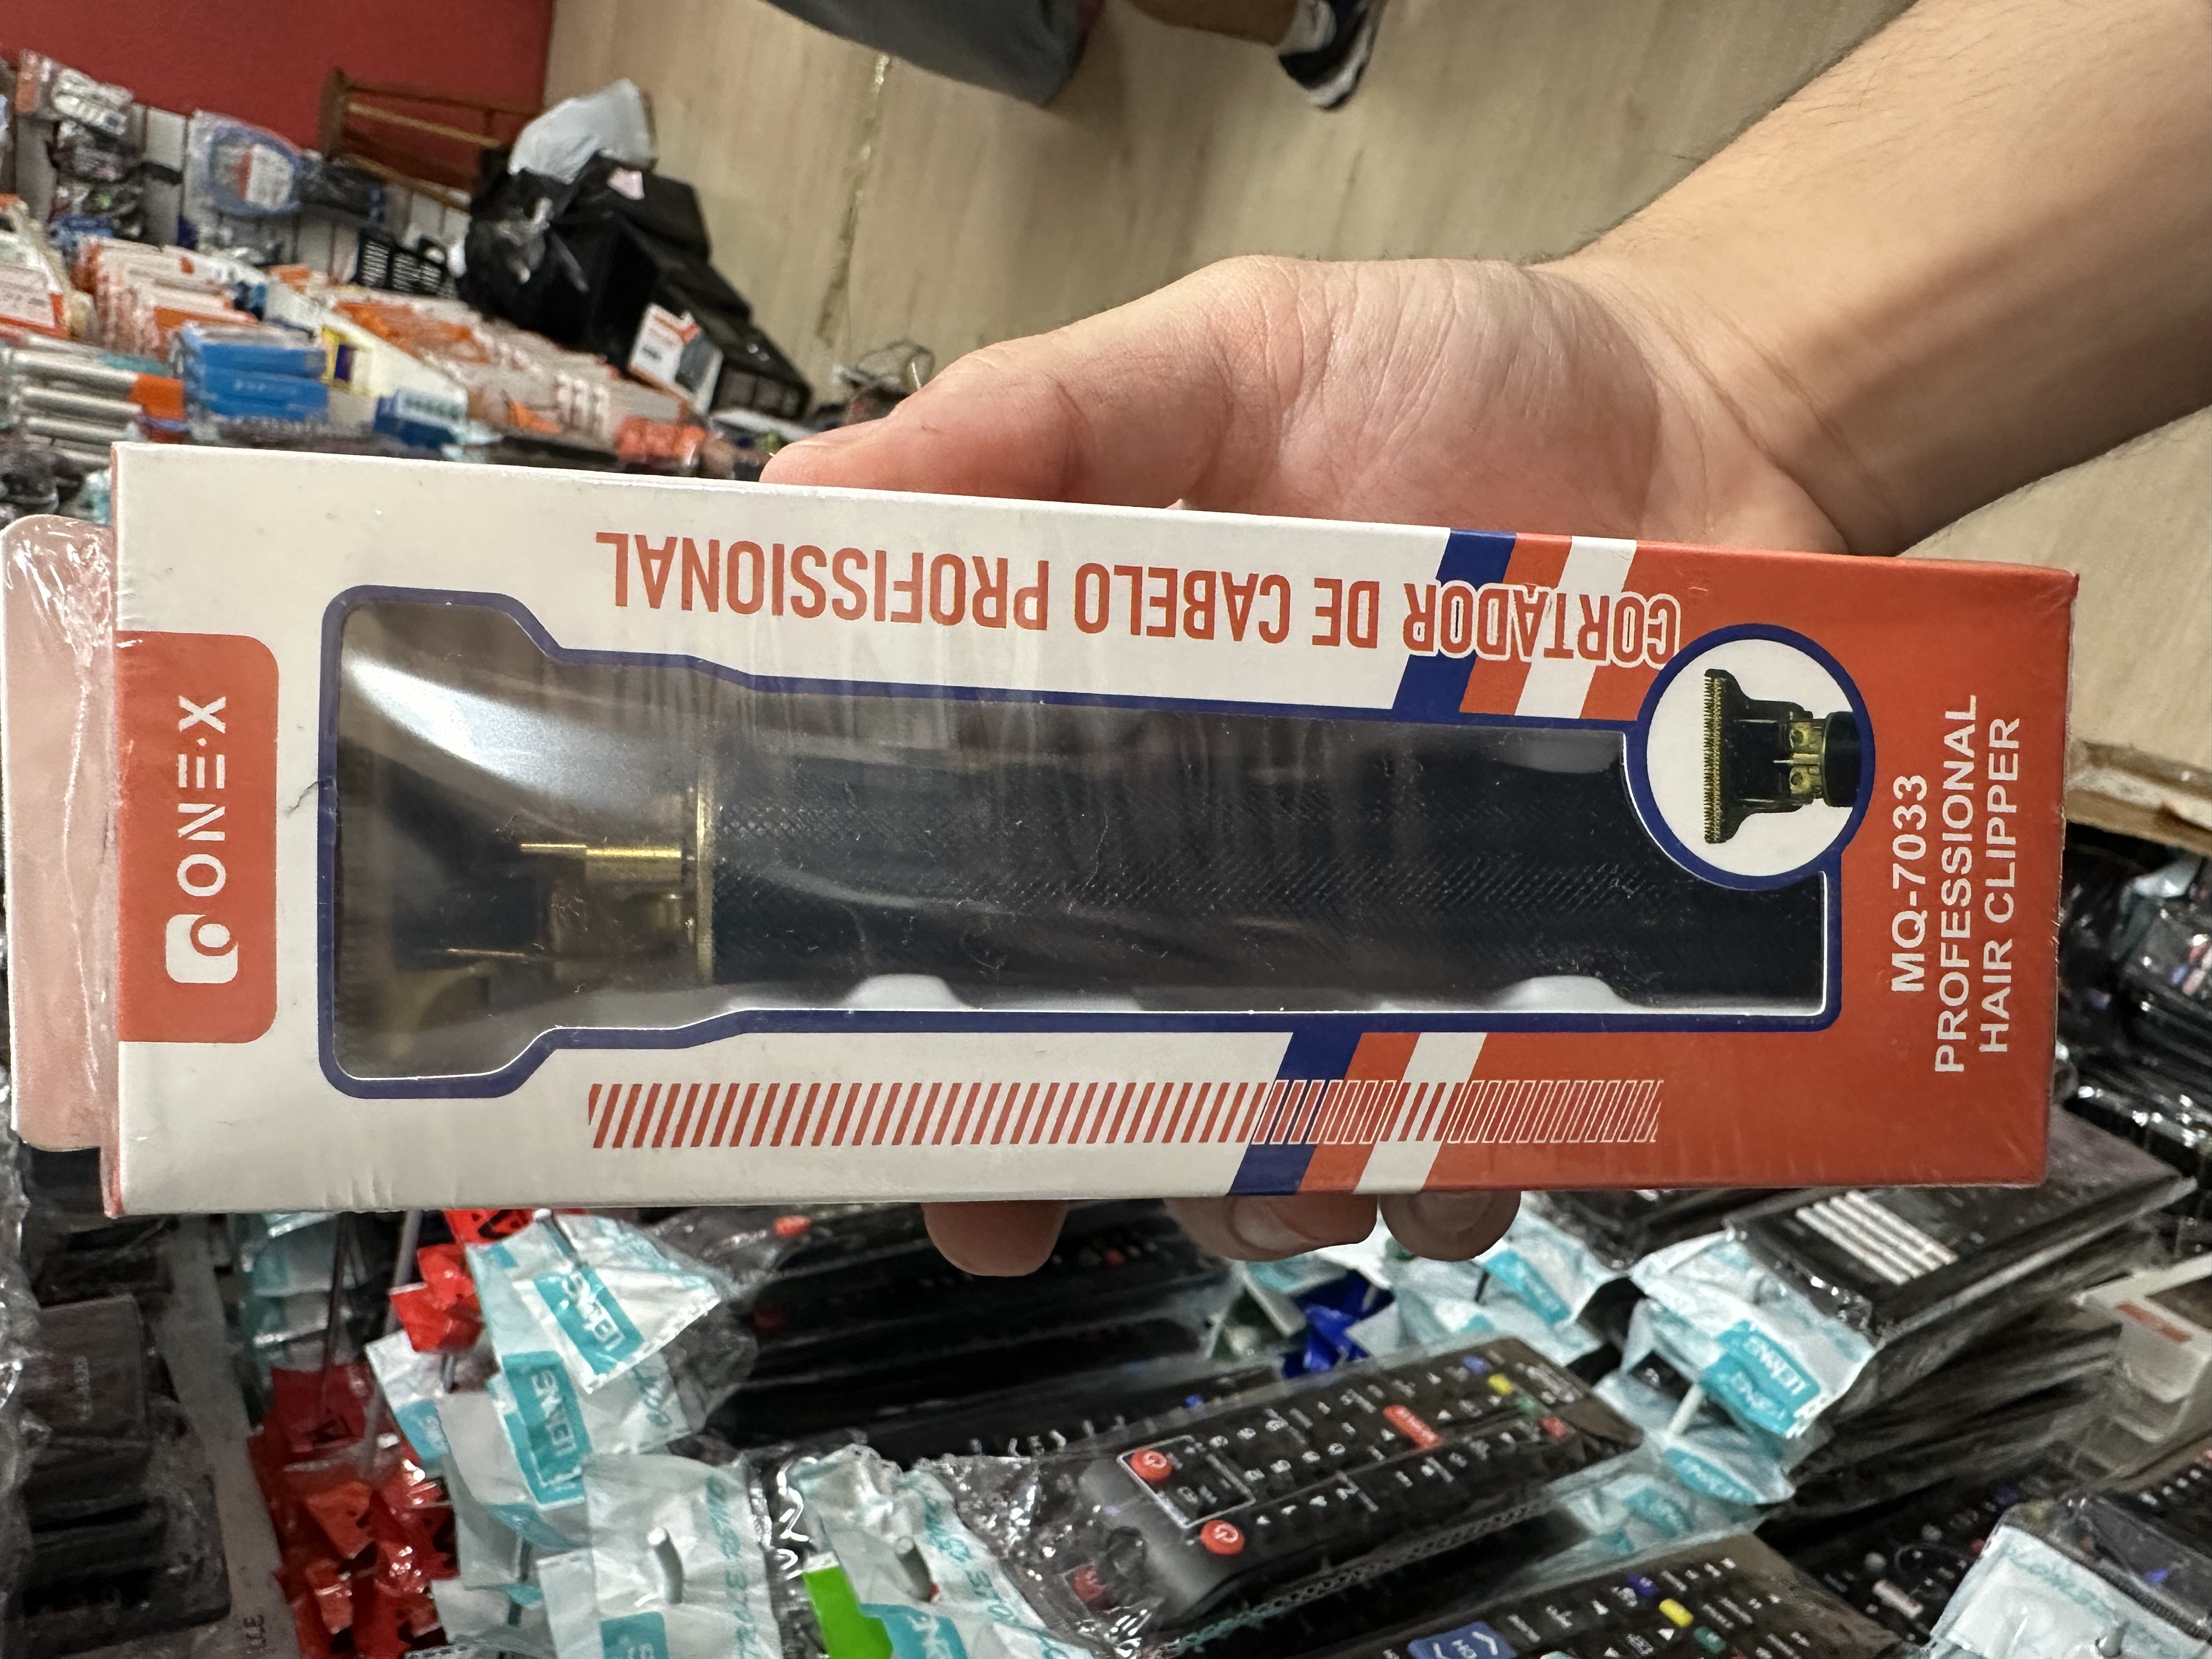 ONE·X
CORTADOR DE CABELO PROFISSIONAL
MQ-7033
PROFESSIONAL
HAIR CLIPPER